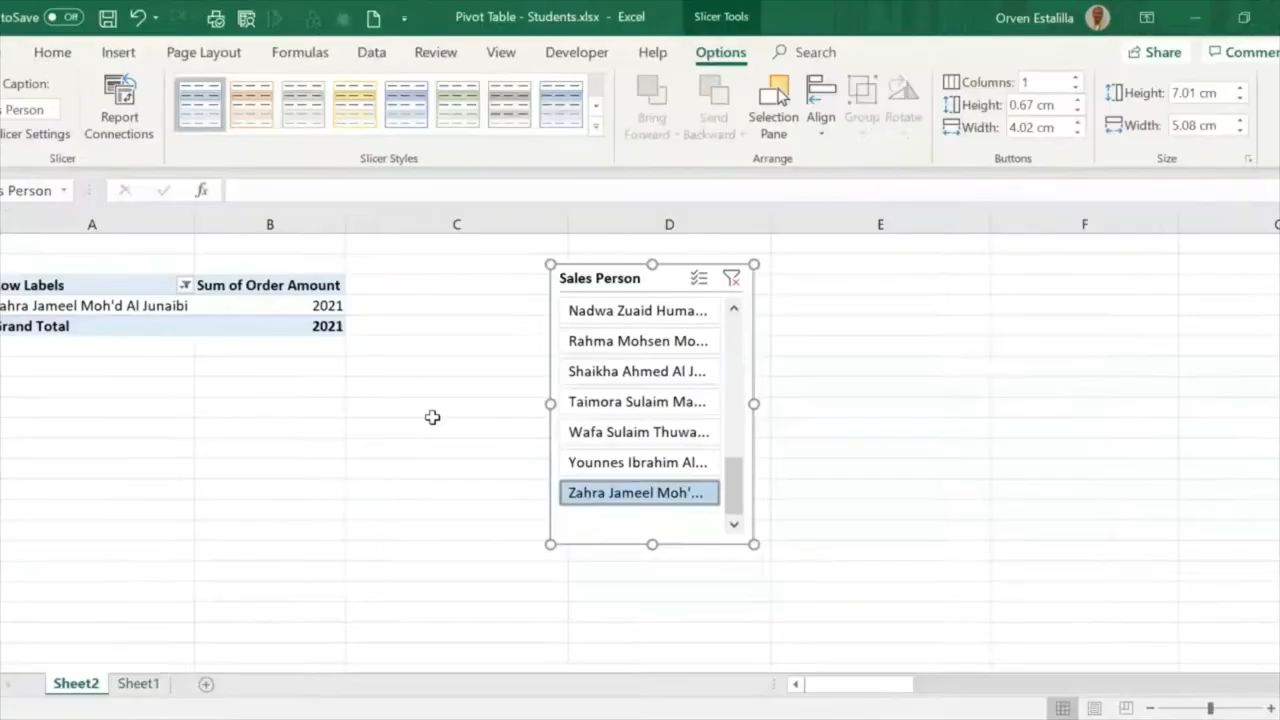 toSave Off Pivot Table - Students.xlsx - Excel Slicer Tools Orven Estalilla
Home Insert Page Layout Formulas Data Review View Developer Help Options Search Share Comme
Caption:
s Person
licer Settings
Report
Connections
Slicer
Slicer Styles
Bring
Forward
Send
Backward
Selection
Pane
Align
Group
Rotate
Arrange
Columns: 1
Height: 0.67 cm
Width: 4.02 cm
Buttons
Height: 7.01 cm
Width: 5.08 cm
Size
s Person fx
A B C D E F
ow Labels Sum of Order Amount
ahra Jameel Moh'd Al Junaibi 2021
rand Total 2021
Sales Person
Nadwa Zuaid Huma...
Rahma Mohsen Mo...
Shaikha Ahmed Al J...
Taimora Sulaim Ma...
Wafa Sulaim Thuwa...
Younnes Ibrahim Al...
Zahra Jameel Moh'...
Sheet2 Sheet1